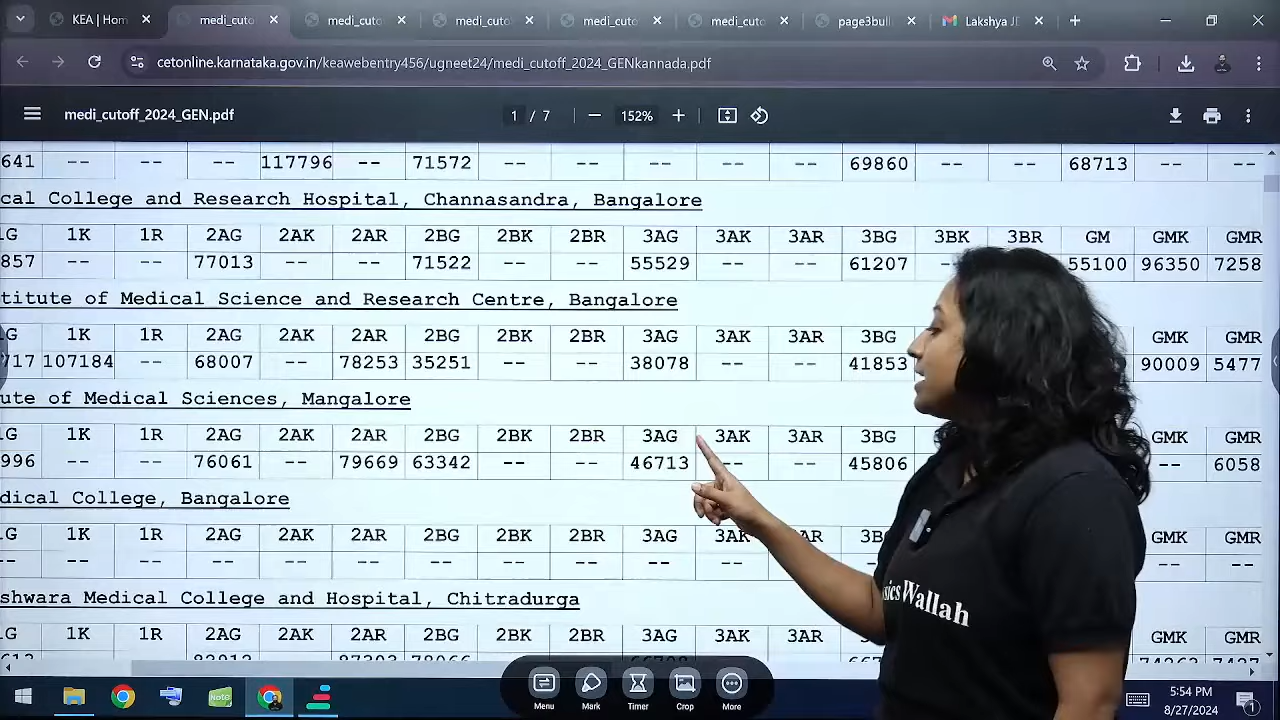 KEA | Hom
medi_cuto
medi_cuto
medi_cuto
medi_cuto
medi_cuto
page3bull
Lakshya JE
cetonline.karnataka.gov.in/keawebentry456/ugneet24/medi_cutoff_2024_GENkannada.pdf
medi_cutoff_2024_GEN.pdf 1 / 7 152%
641 -- -- -- 117796 -- 71572 -- -- -- -- -- 69860 -- -- 68713 -- --
cal College and Research Hospital, Channasandra, Bangalore
1G 1K 1R 2AG 2AK 2AR 2BG 2BK 2BR 3AG 3AK 3AR 3BG 3BK 3BR GM GMK GMR
857 -- -- 77013 -- -- 71522 -- -- 55529 -- -- 61207 -- 55100 96350 7258
titute of Medical Science and Research Centre, Bangalore
1G 1K 1R 2AG 2AK 2AR 2BG 2BK 2BR 3AG 3AK 3AR 3BG GMK GMR
717 107184 -- 68007 -- 78253 35251 -- -- 38078 -- -- 41853 90009 5477
ute of Medical Sciences, Mangalore
1G 1K 1R 2AG 2AK 2AR 2BG 2BK 2BR 3AG 3AK 3AR 3BG GMK GMR
996 -- -- 76061 -- 79669 63342 -- -- 46713 -- -- 45806 -- 6058
dical College, Bangalore
1G 1K 1R 2AG 2AK 2AR 2BG 2BK 2BR 3AG 3AK 3AR GMK GMR
-- -- -- -- -- -- -- -- -- -- -- -- -- --
shwara Medical College and Hospital, Chitradurga
1G 1K 1R 2AG 2AK 2AR 2BG 2BK 2BR 3AG 3AK 3AR GMK GMR
sics Wallah
Menu Mark Timer Crop More
Note
5:54 PM
8/27/2024
1